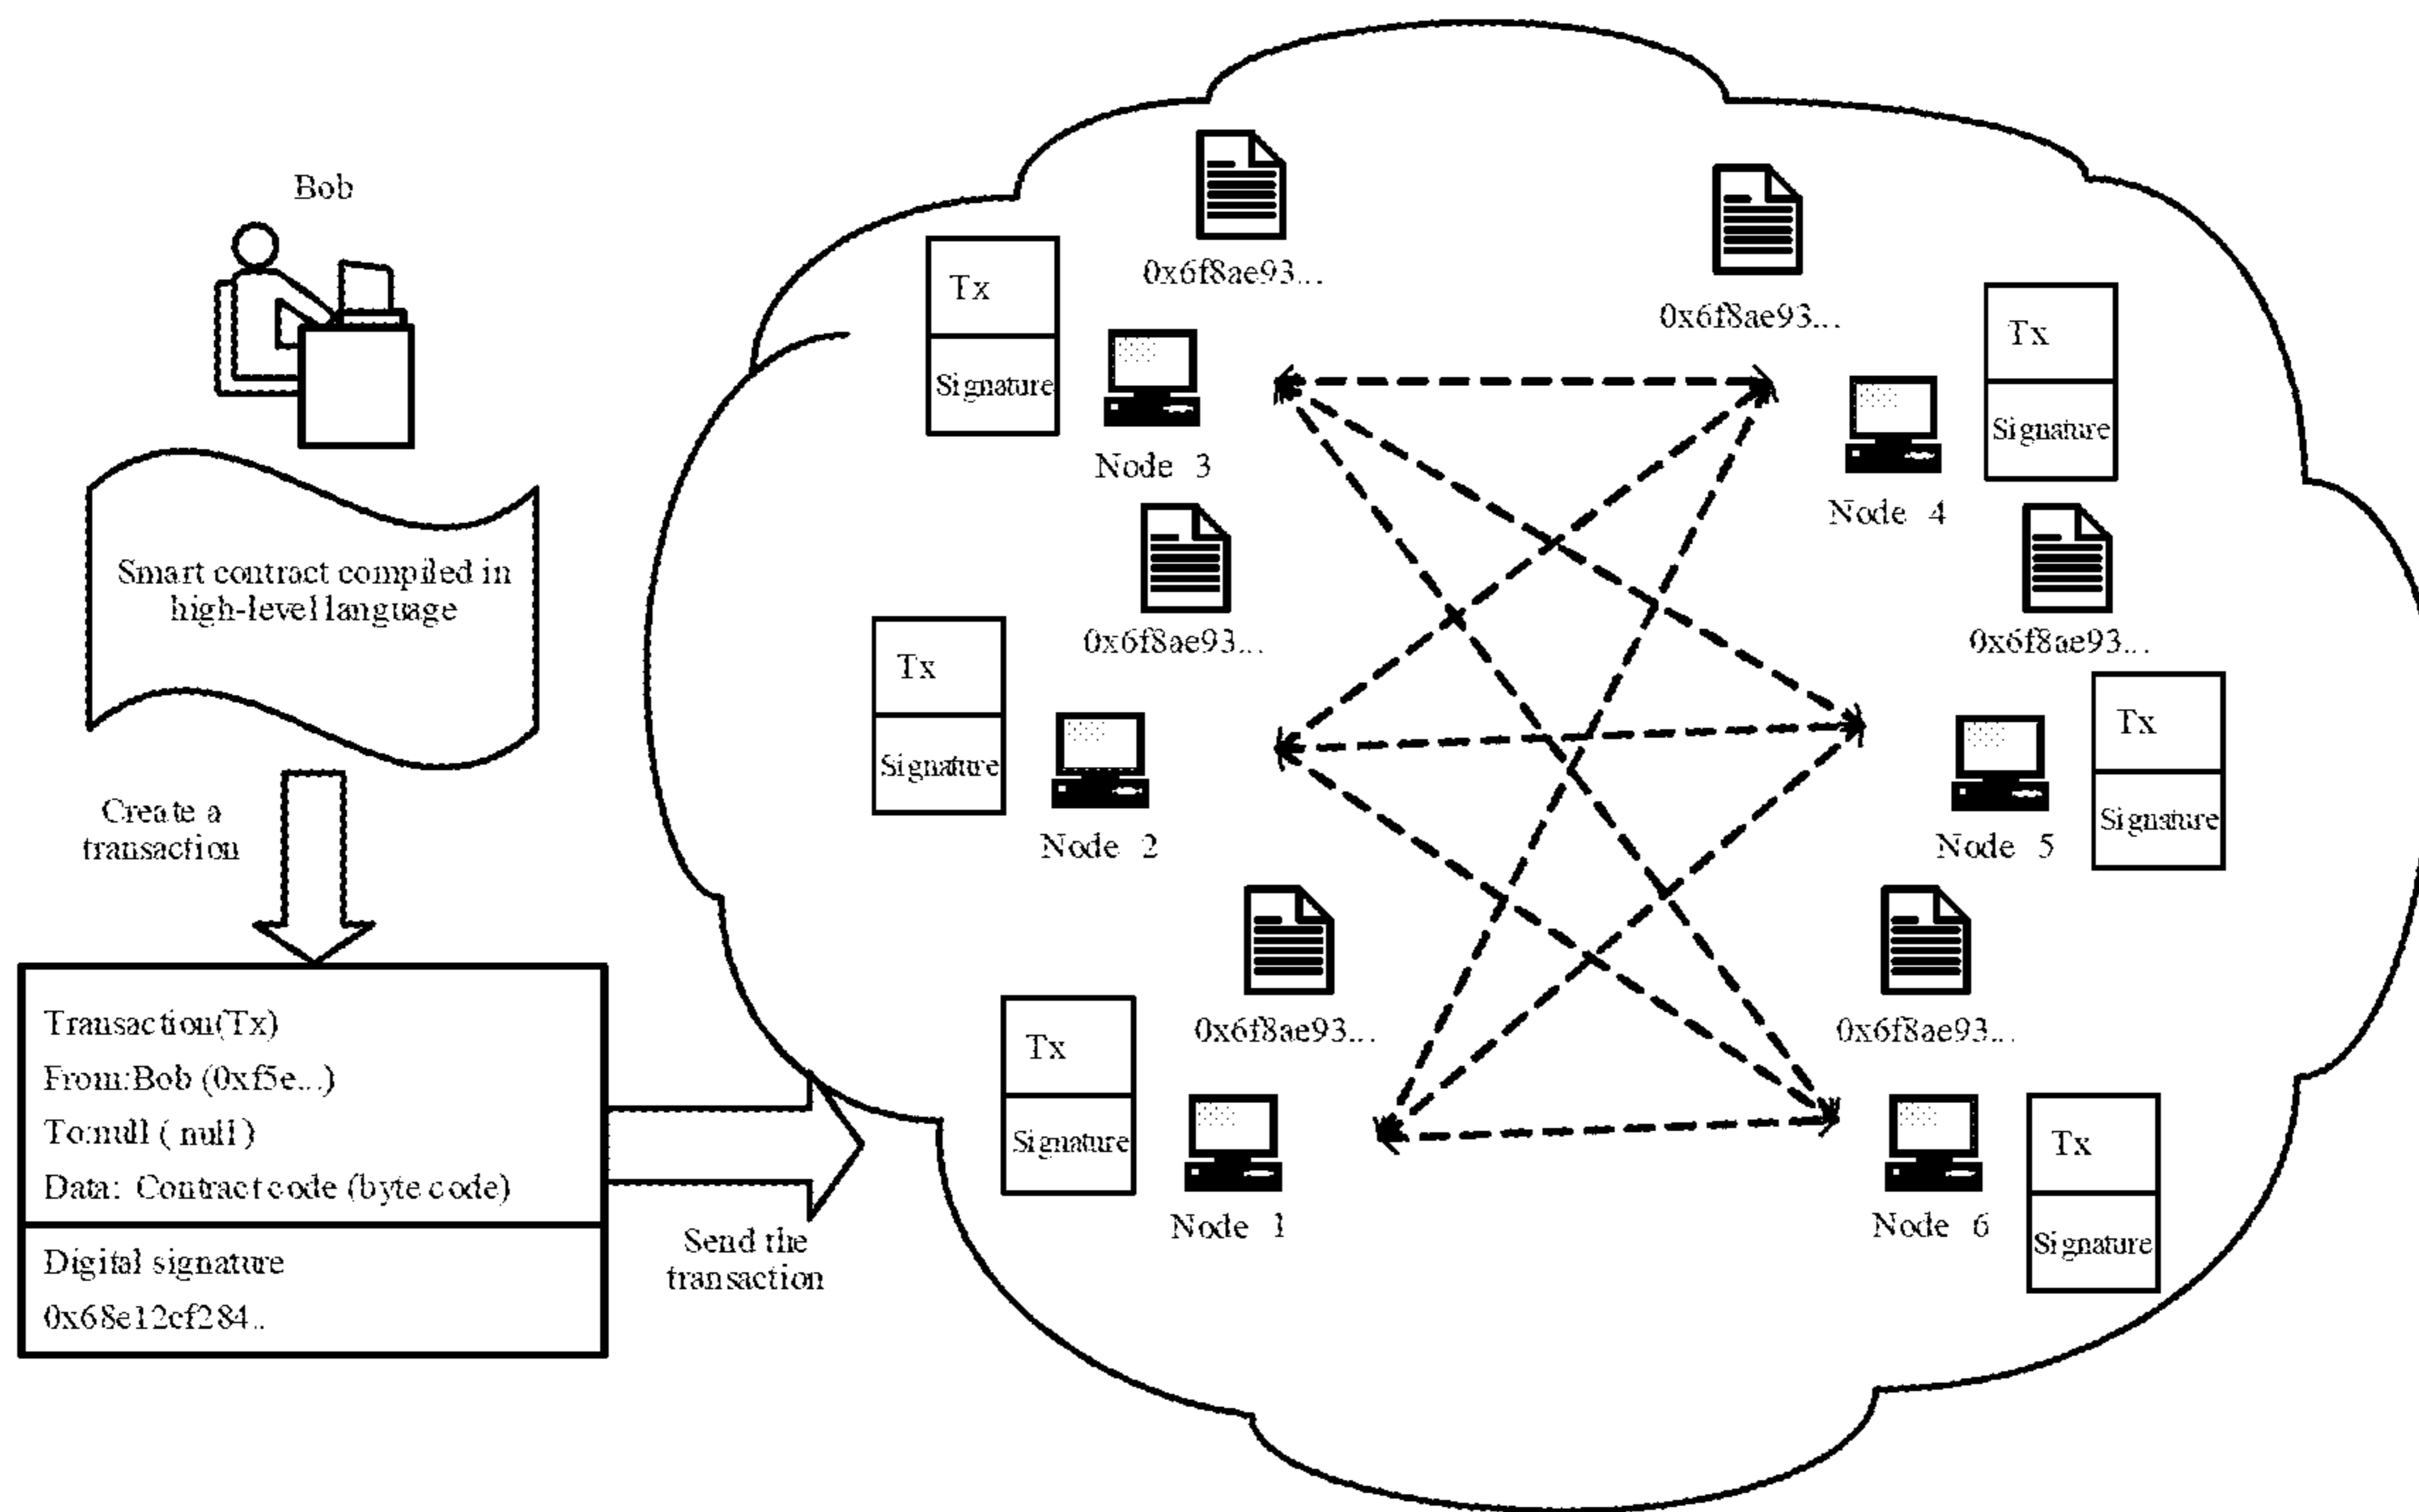 Bob
Smart contract compiled in
high-level language
Create a
transaction
Transaction(Tx)
From:Bob (0xf5e...)
To:null ( null )
Data: Contract code (byte code)
Digital signature
0x68e12cf284..
Send the
transaction
0x6f8ae93...
Tx
Signature
Node 3
0x6f8ae93...
Tx
Signature
Node 4
0x6f8ae93...
Tx
Signature
Node 2
0x6f8ae93...
Tx
Signature
Node 5
0x6f8ae93...
Tx
Signature
Node 1
0x6f8ae93...
Tx
Signature
Node 6